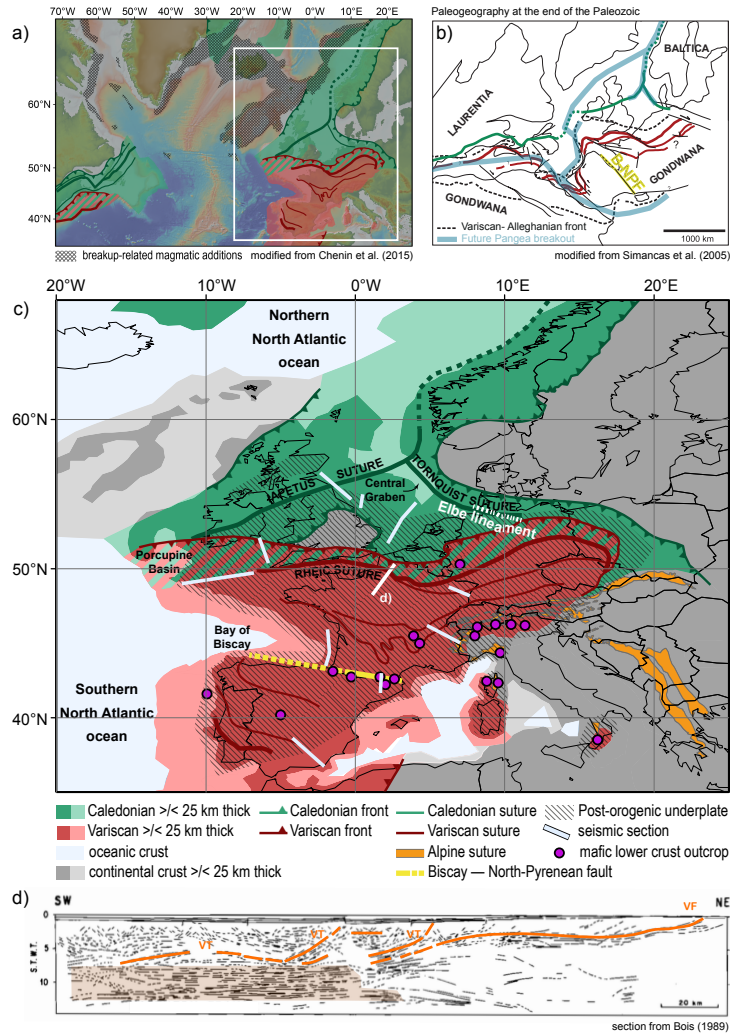 a)
70°W 60°W 50°W 40°W 30°W 20°W 10°W 0°W 10°E 20°E
60°N
50°N
40°N
breakup-related magmatic additions
modified from Chenin et al. (2015)
Paleogeography at the end of the Paleozoic
b)
BALTICA
LAURENTIA
GONDWANA
B-NPF
?
GONDWANA
Variscan- Alleghanian front
Future Pangea breakout
1000 km
modified from Simancas et al. (2005)
20°W 10°W 0°W 10°E 20°E
c)
Northern
North Atlantic
ocean
60°N
IAPETUS SUTURE
TORNQUIST SUTURE
Central
Graben
Elbe lineament
Porcupine
Basin
50°N
RHEIC SUTURE
d)
Bay of
Biscay
Southern
North Atlantic
ocean
40°N
Caledonian >/< 25 km thick
Caledonian front
Caledonian suture
Post-orogenic underplate
Variscan >/< 25 km thick
Variscan front
Variscan suture
seismic section
oceanic crust
Alpine suture
mafic lower crust outcrop
continental crust >/< 25 km thick
Biscay — North-Pyrenean fault
d)
SW
NE
VF
VT
VT
VT
S.T.W.T.
0
5
10
20 km
section from Bois (1989)